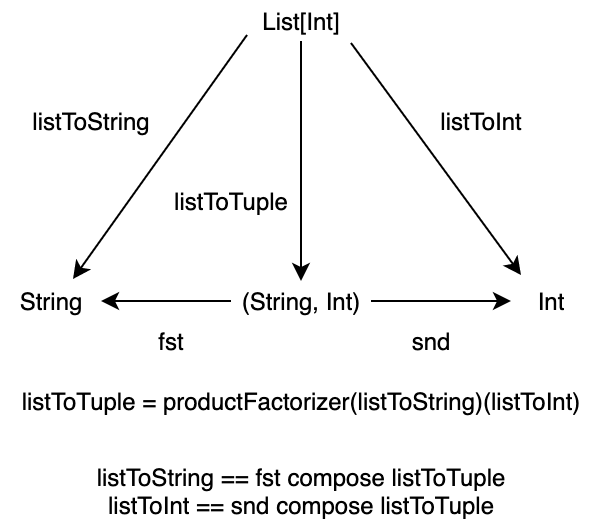 List[Int]
listToString
listToInt
listToTuple
String
(String, Int)
Int
fst
snd
listToTuple = productFactorizer(listToString)(listToInt)
listToString == fst compose listToTuple
listToInt == snd compose listToTuple